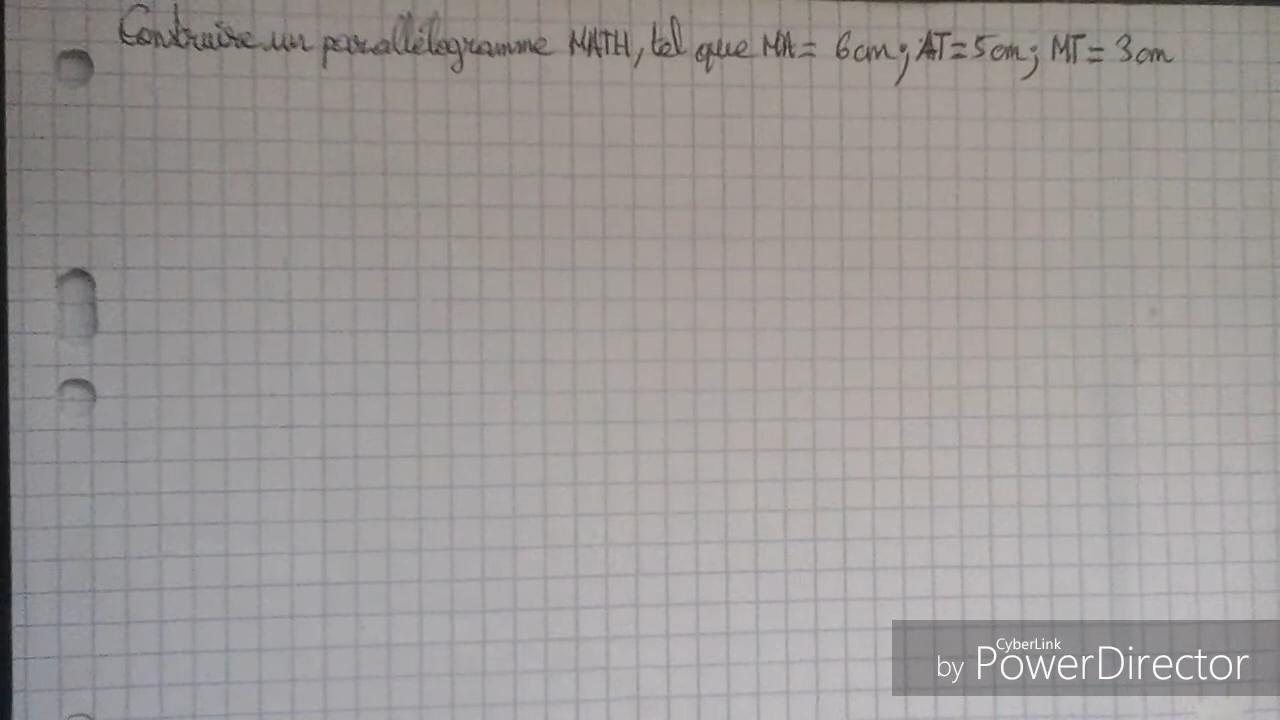 Construire un parallélogramme MATH, tel que MA = 6cm ; AT = 5cm ; MT = 3cm
CyberLink
by PowerDirector